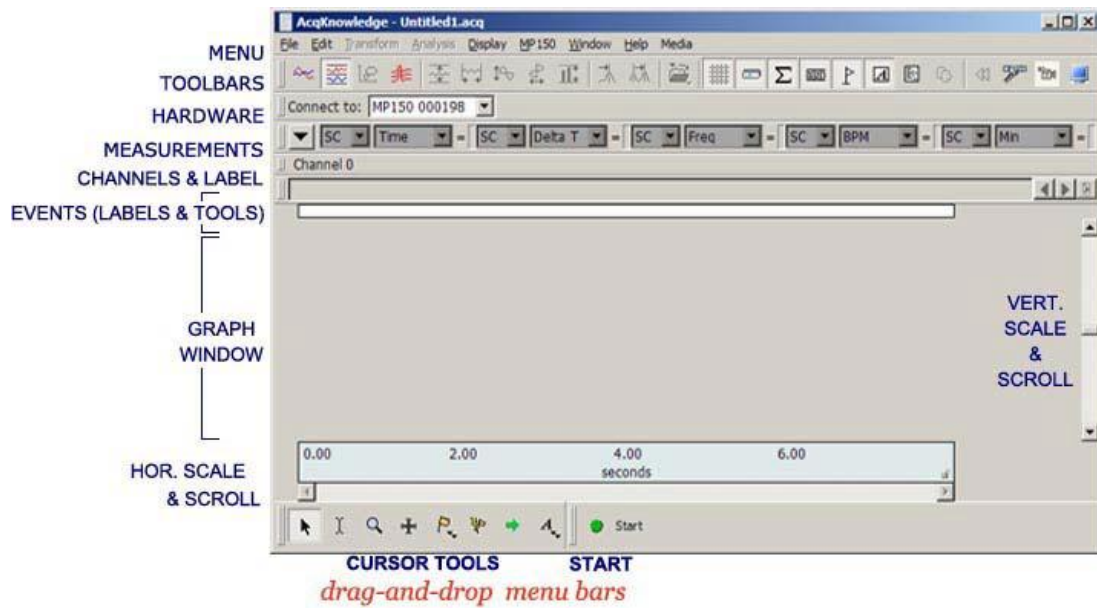 AcqKnowledge - Untitled1.acq
File Edit Transform Analysis Display MP150 Window Help Media
MENU
TOOLBARS
HARDWARE
Connect to: MP150 000198
MEASUREMENTS
SC Time = SC Delta T = SC Freq = SC BPM = SC Min =
Channel 0
CHANNELS & LABEL
EVENTS (LABELS & TOOLS)
GRAPH
WINDOW
VERT.
SCALE
&
SCROLL
HOR. SCALE
& SCROLL
0.00 2.00 4.00 6.00
seconds
Start
CURSOR TOOLS START
drag-and-drop menu bars